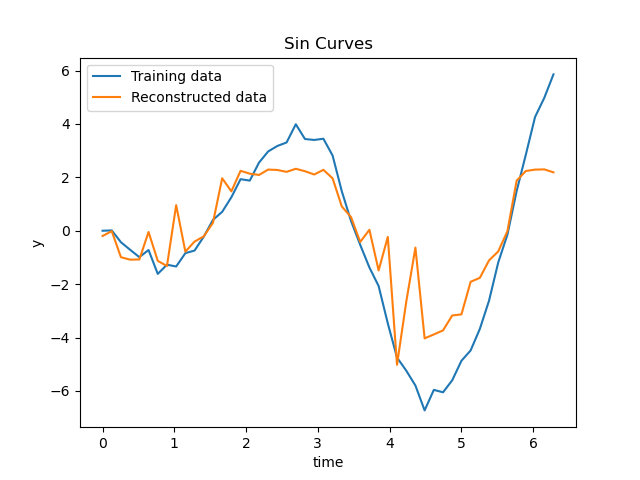 Sin Curves
Training data
Reconstructed data
6
4
2
0
−2
−4
−6
y
0 1 2 3 4 5 6
time